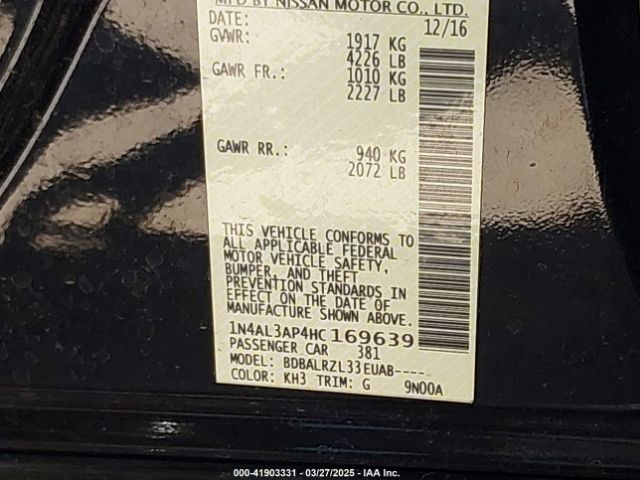 MFD BY NISSAN MOTOR CO., LTD.
DATE: 12/16
GVWR: 1917 KG
4226 LB
GAWR FR.: 1010 KG
2227 LB
GAWR RR.: 940 KG
2072 LB
THIS VEHICLE CONFORMS TO
ALL APPLICABLE FEDERAL
MOTOR VEHICLE SAFETY,
BUMPER, AND THEFT
PREVENTION STANDARDS IN
EFFECT ON THE DATE OF
MANUFACTURE SHOWN ABOVE.
1N4AL3AP4HC169639
PASSENGER CAR 381
MODEL: BDBALRZL33EUAB----
COLOR: KH3 TRIM: G 9N00A
000-41903331 - 03/27/2025 - IAA Inc.